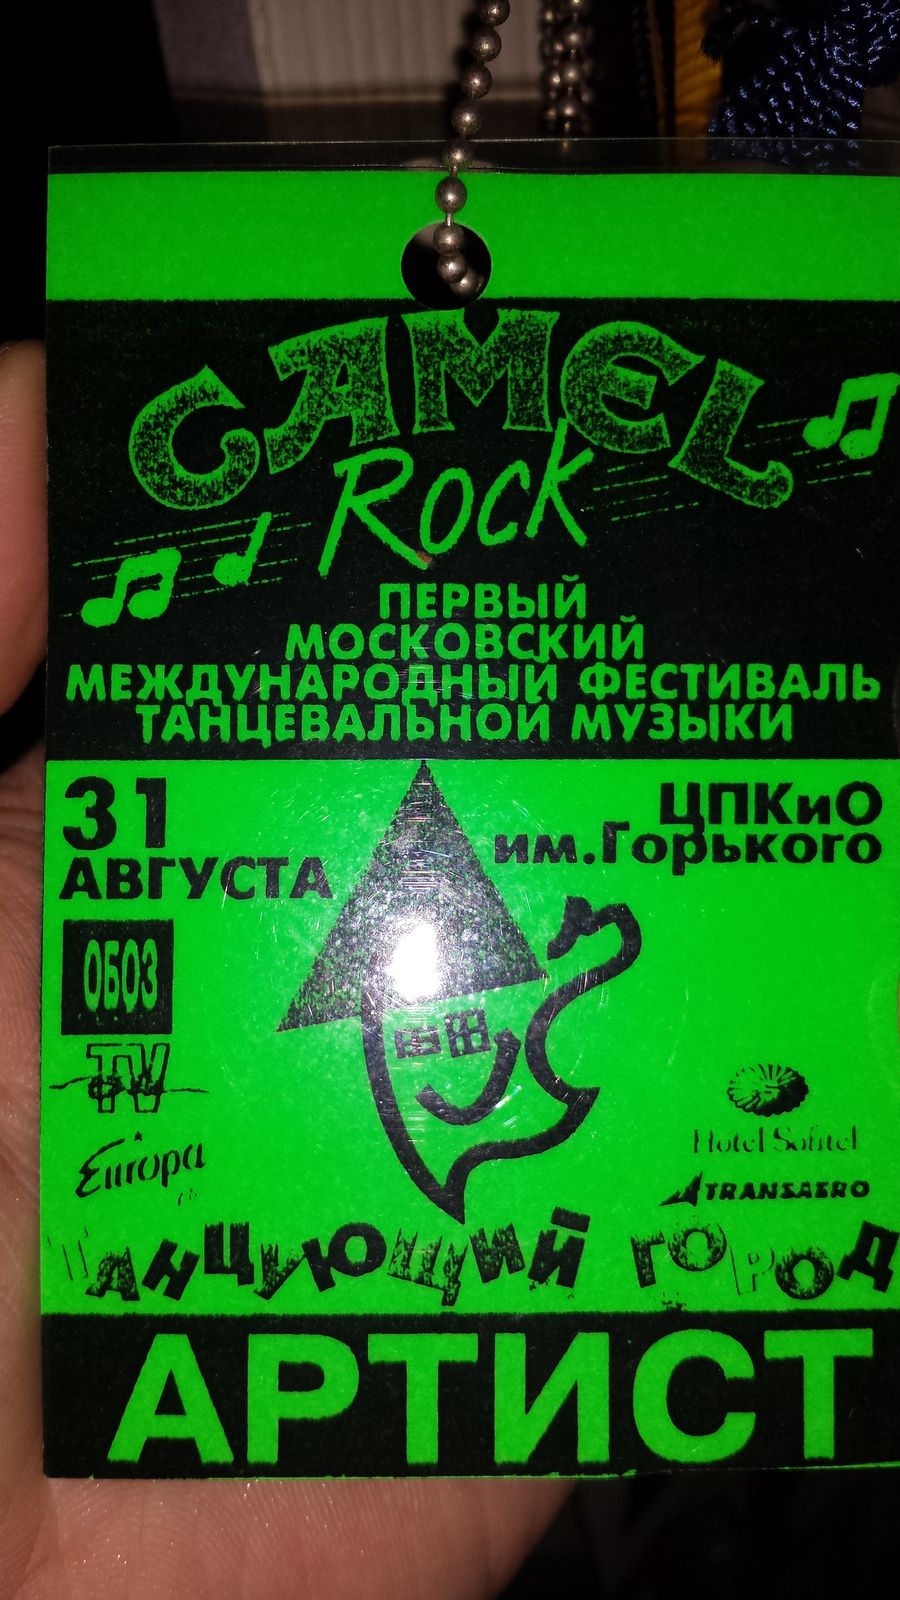 CAMEL
Rock
ПЕРВЫЙ
МОСКОВСКИЙ
МЕЖДУНАРОДНЫЙ ФЕСТИВАЛЬ
ТАНЦЕВАЛЬНОЙ МУЗЫКИ
31
АВГУСТА
ЦПКиО
им.Горького
ОБОЗ
TV
Europa
Hotel Sofitel
TRANSAERO
ТАНЦУЮЩИЙ ГОРОД
АРТИСТ